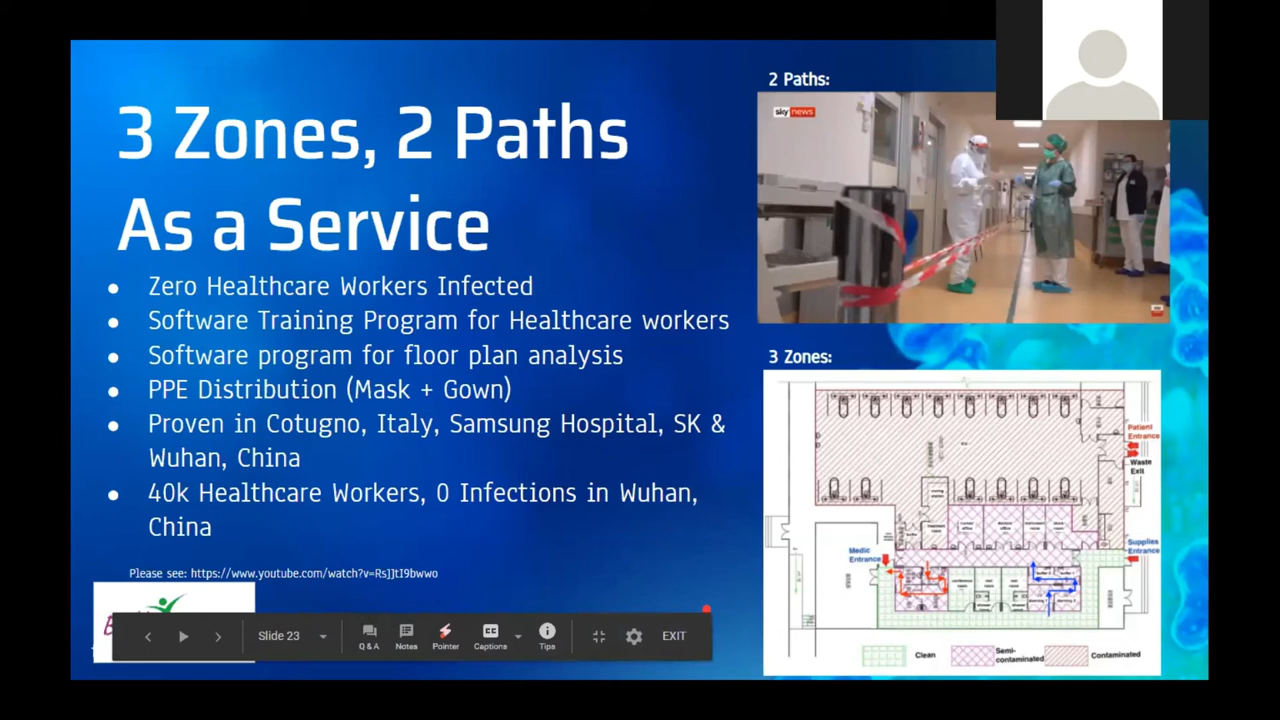 3 Zones, 2 Paths
As a Service
Zero Healthcare Workers Infected
Software Training Program for Healthcare workers
Software program for floor plan analysis
PPE Distribution (Mask + Gown)
Proven in Cotugno, Italy, Samsung Hospital, SK &
Wuhan, China
40k Healthcare Workers, 0 Infections in Wuhan,
China
Please see: https://www.youtube.com/watch?v=RsJJtI9bwwo
2 Paths:
sky news
3 Zones:
Patient
Entrance
Waste
Exit
Supplies
Entrance
Medic
Entrance
Clean
Semi-
contaminated
Contaminated
Slide 23
Q & A
Notes
Pointer
Captions
Tips
EXIT